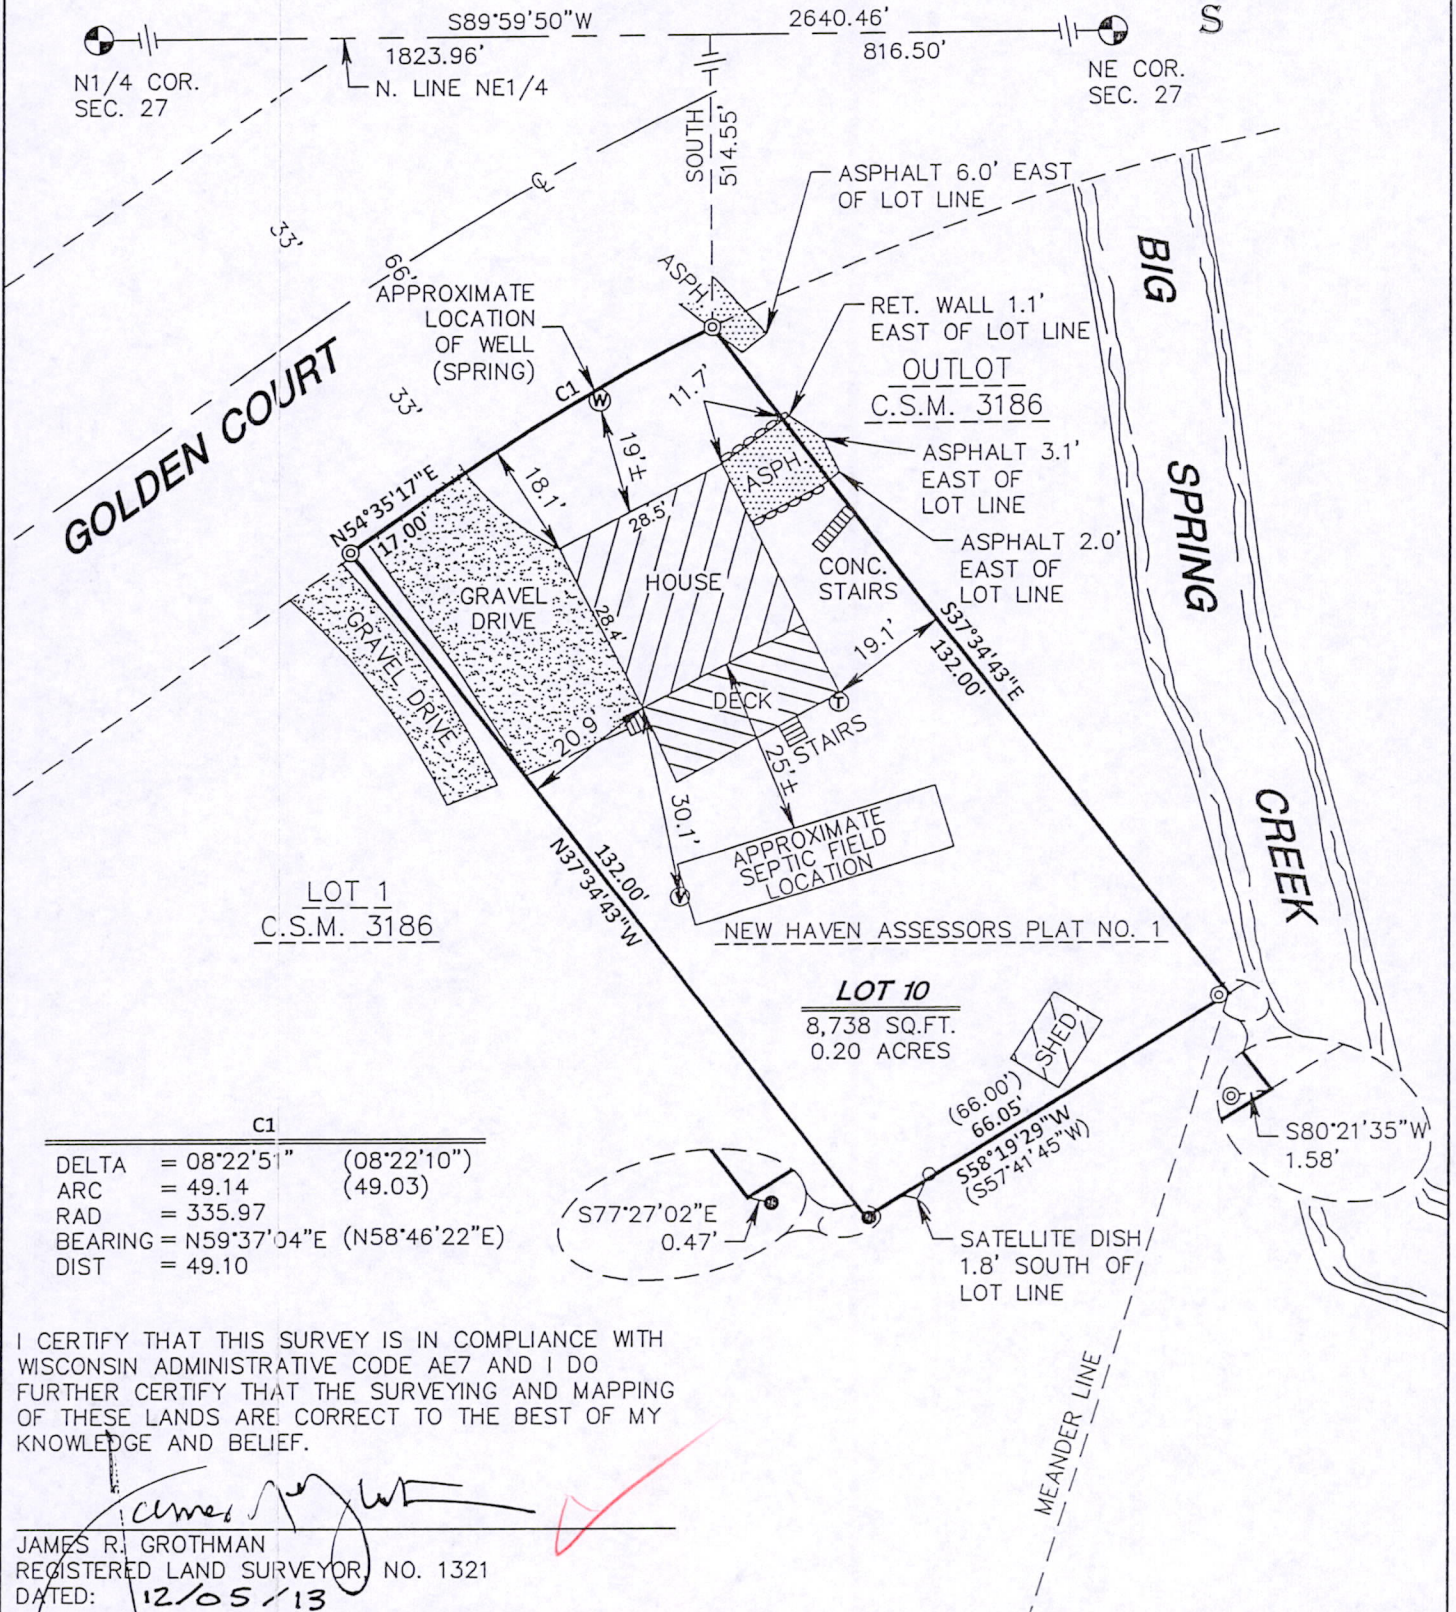 S
S89°59'50"W
2640.46'
1823.96'
816.50'
N1/4 COR.
SEC. 27
N. LINE NE1/4
NE COR.
SEC. 27
SOUTH
514.55'
ASPHALT 6.0' EAST
OF LOT LINE
33'
66'
33'
ASPH.
APPROXIMATE
LOCATION
OF WELL
(SPRING)
RET. WALL 1.1'
EAST OF LOT LINE
OUTLOT
C.S.M. 3186
BIG
SPRING
CREEK
GOLDEN COURT
C1
W
11.7'
19'±
18.1'
28.5'
ASPH.
ASPHALT 3.1'
EAST OF
LOT LINE
ASPHALT 2.0'
EAST OF
LOT LINE
N54°35'17"E
17.00'
GRAVEL
DRIVE
GRAVEL DRIVE
HOUSE
28.4'
CONC.
STAIRS
S37°34'43"E
132.00'
19.1'
DECK
T
STAIRS
20.9
25'±
30.1'
APPROXIMATE
SEPTIC FIELD
LOCATION
132.00'
N37°34'43"W
LOT 1
C.S.M. 3186
NEW HAVEN ASSESSORS PLAT NO. 1
LOT 10
8,738 SQ.FT.
0.20 ACRES
SHED
(66.00')
66.05'
S58°19'29"W
(S57°41'45"W)
S80°21'35"W
1.58'
S77°27'02"E
0.47'
SATELLITE DISH
1.8' SOUTH OF
LOT LINE
MEANDER LINE
C1
DELTA = 08°22'51" (08°22'10")
ARC = 49.14 (49.03)
RAD = 335.97
BEARING = N59°37'04"E (N58°46'22"E)
DIST = 49.10
I CERTIFY THAT THIS SURVEY IS IN COMPLIANCE WITH
WISCONSIN ADMINISTRATIVE CODE AE7 AND I DO
FURTHER CERTIFY THAT THE SURVEYING AND MAPPING
OF THESE LANDS ARE CORRECT TO THE BEST OF MY
KNOWLEDGE AND BELIEF.
JAMES R. GROTHMAN
REGISTERED LAND SURVEYOR, NO. 1321
DATED: 12/05/13